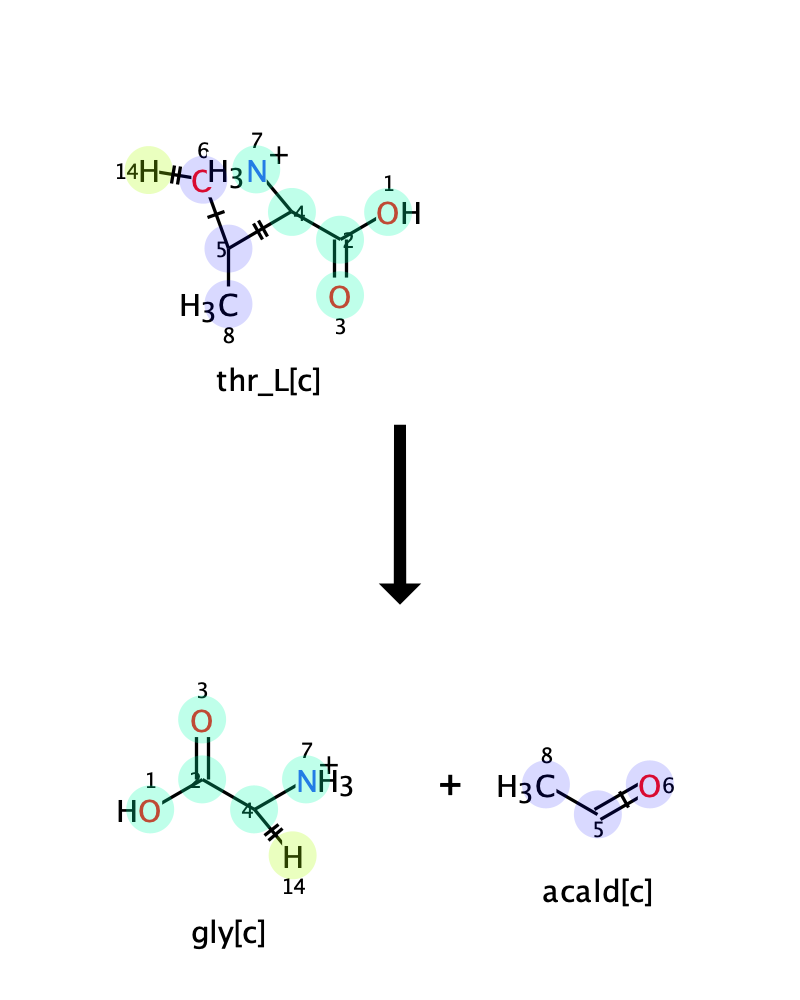 7
6
14 H C H3N +
1
4 OH
2
5
O
H3C 3
8
thr_L[c]
3
O
7
1 2 + 8
HO 4 NH3 + H3C O 6
5
H
14
acald[c]
gly[c]